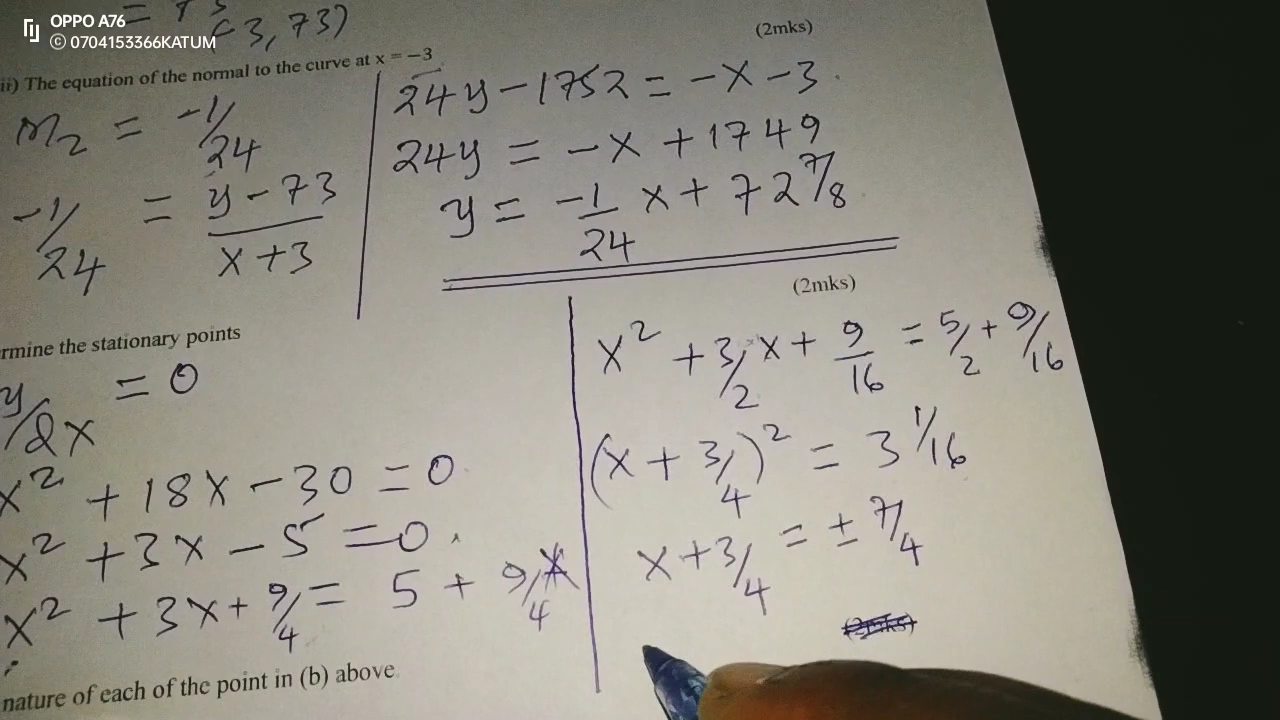 OPPO A76
© 0704153366KATUM
(-3, 73)
(2mks)
ii) The equation of the normal to the curve at x = −3
m₂ = -1/24
-1/24 = y - 73 / x + 3
24y - 1752 = -x - 3
24y = -x + 1749
y = -1/24 x + 72 7/8
(2mks)
rmine the stationary points
y/dx = 0
x² + 18x - 30 = 0
x² + 3x - 5 = 0
x² + 3x + 9/4 = 5 + 9/4
x² + 3/2 x + 9/16 = 5/2 + 9/16
(x + 3/4)² = 3 1/16
x + 3/4 = ± 7/4
(2mks)
nature of each of the point in (b) above